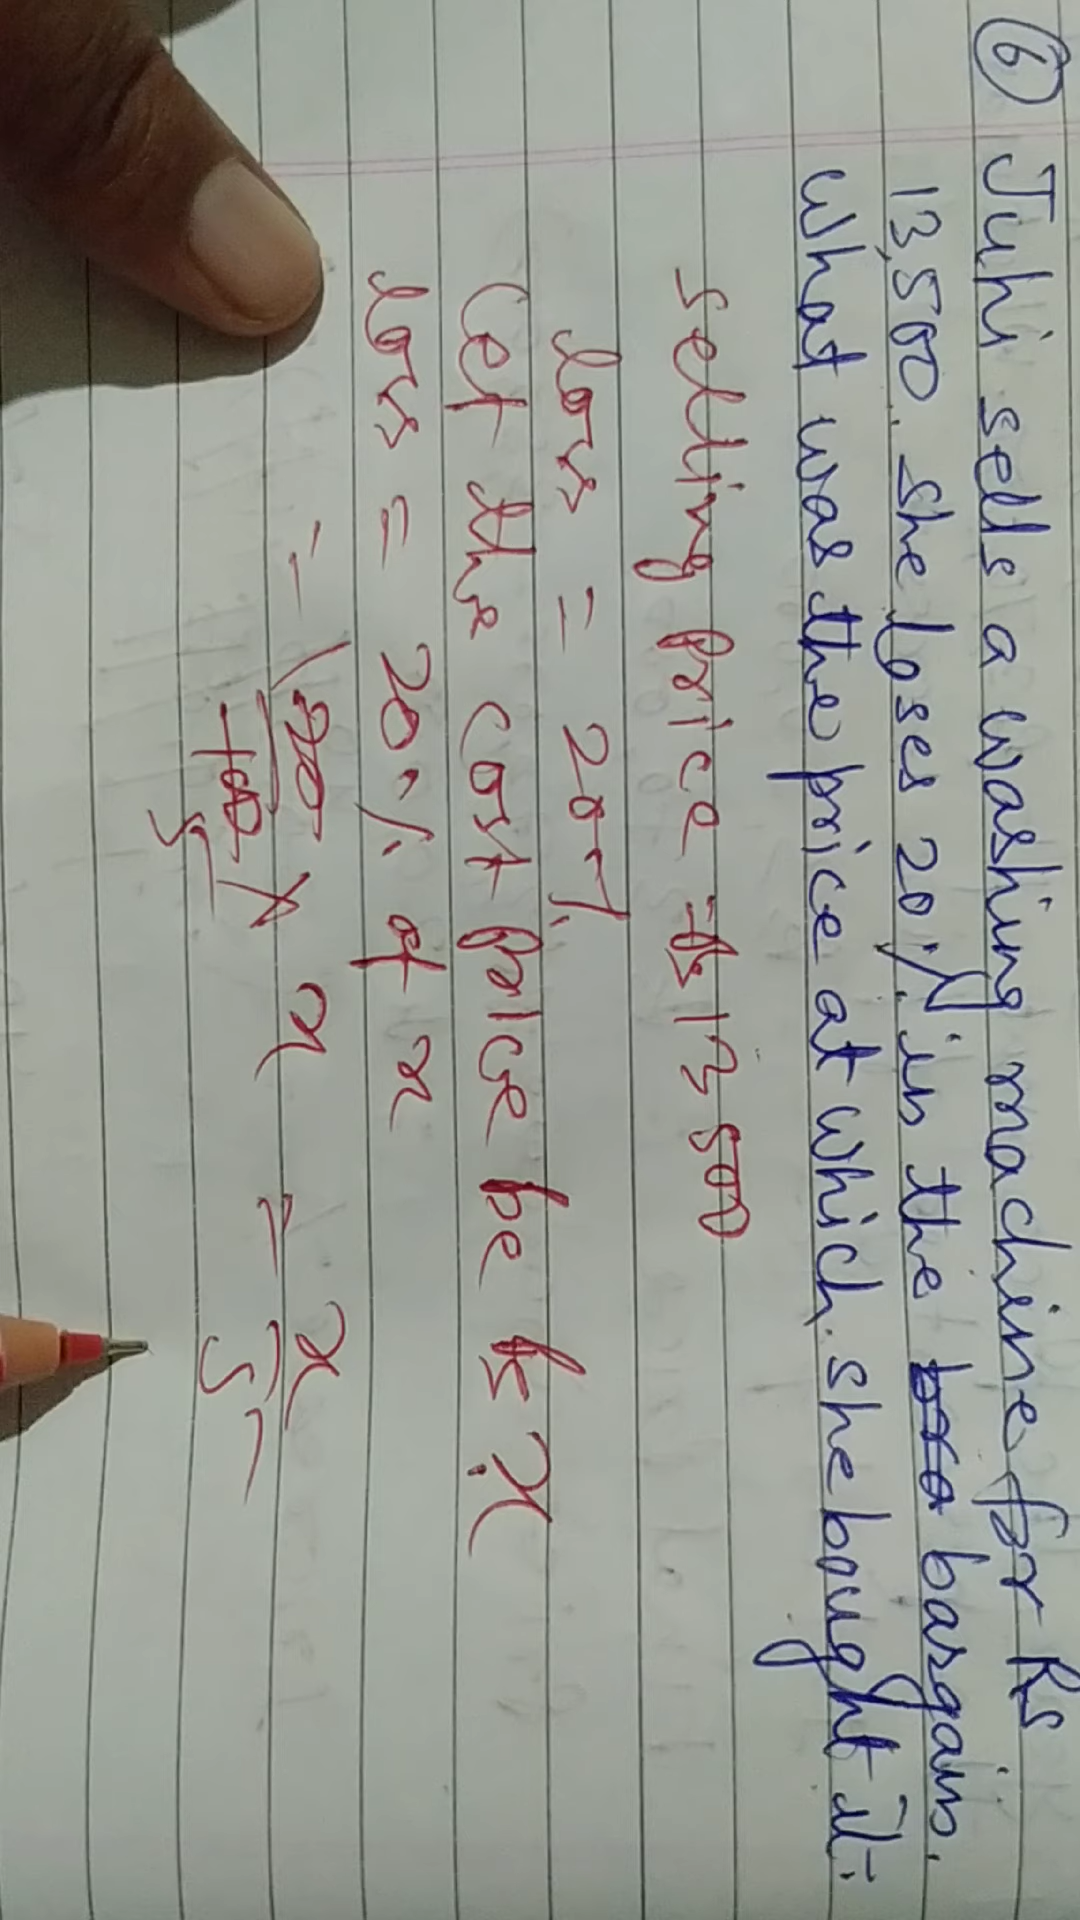 6 Juhi sells a washing machine for Rs
13,500. she loses 20% in the bargain.
What was the price at which she bought it.
selling price = Rs 13500
loss = 20%
Let the cost price be Rs x
loss = 20% of x
= 20/100 × x = x/5
1
5